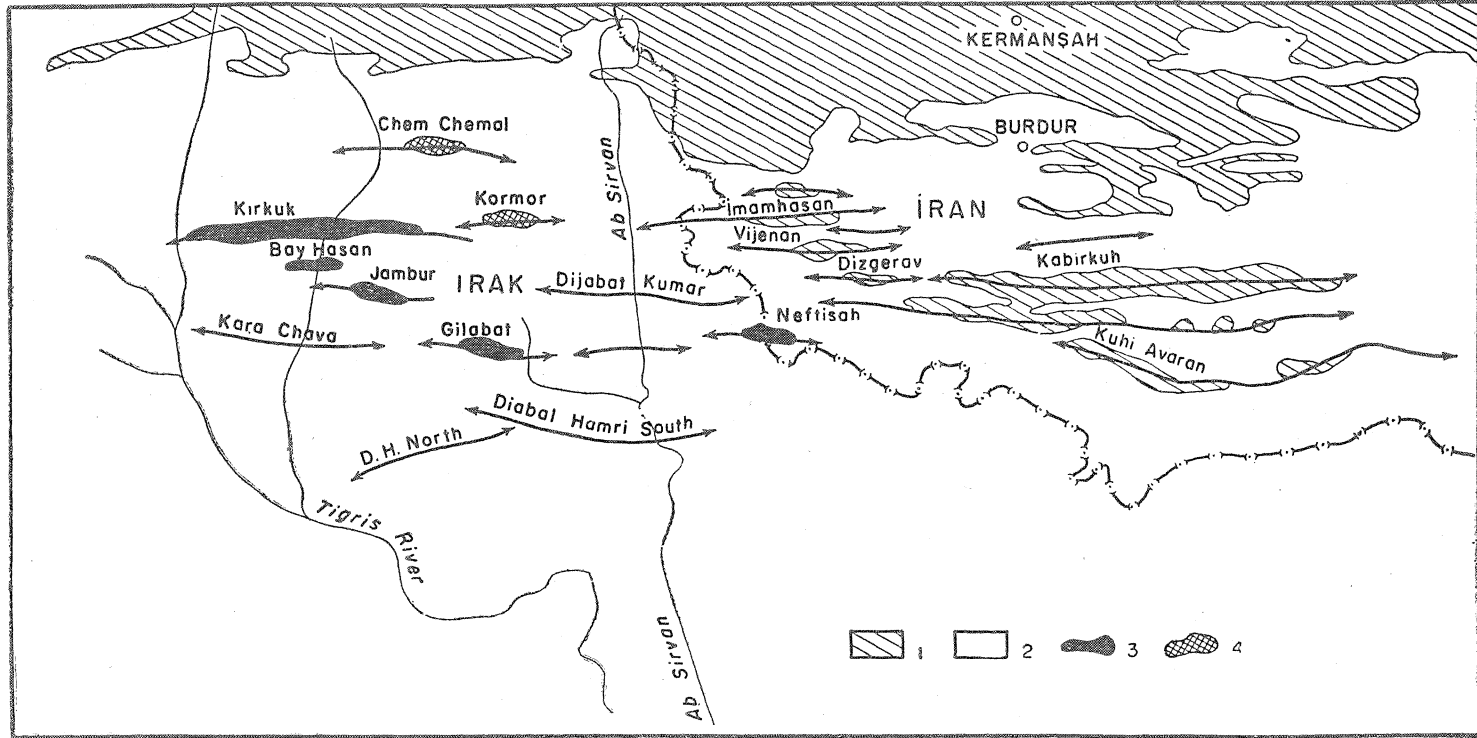 KERMANŞAH
Chem Chemal
BURDUR
Ab Sirvan
Kormor
Kırkuk
İmamhasan
İRAN
Vijenan
Bay Hasan
Dizgerav
Kabirkuh
Jambur
IRAK
Dijabat Kumar
Neftisah
Kara Chava
Gilabat
Kuhi Avaran
Diabal Hamri South
D.H. North
Tigris River
Ab Sirvan
1 2 3 4